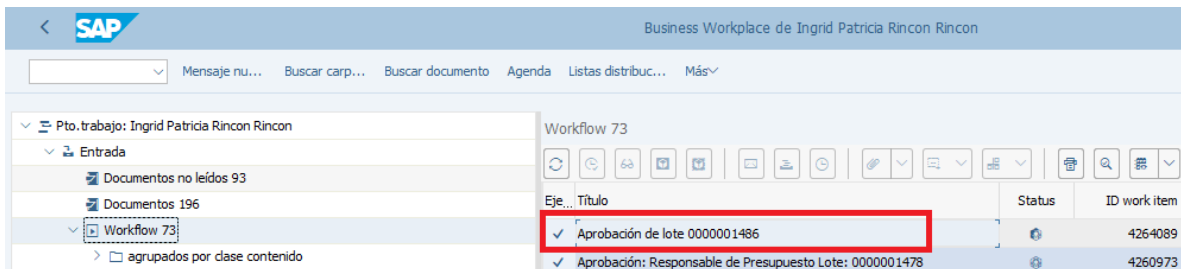 SAP
Business Workplace de Ingrid Patricia Rincon Rincon
Mensaje nu... Buscar carp... Buscar documento Agenda Listas distribuc... Más
Pto.trabajo: Ingrid Patricia Rincon Rincon
Entrada
Documentos no leídos 93
Documentos 196
Workflow 73
agrupados por clase contenido
Workflow 73
Eje... Título Status ID work item
Aprobación de lote 0000001486 4264089
Aprobación: Responsable de Presupuesto Lote: 0000001478 4260973